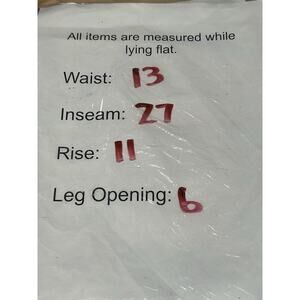 All items are measured while
lying flat.
Waist: 13
Inseam: 27
Rise: 11
Leg Opening: 6